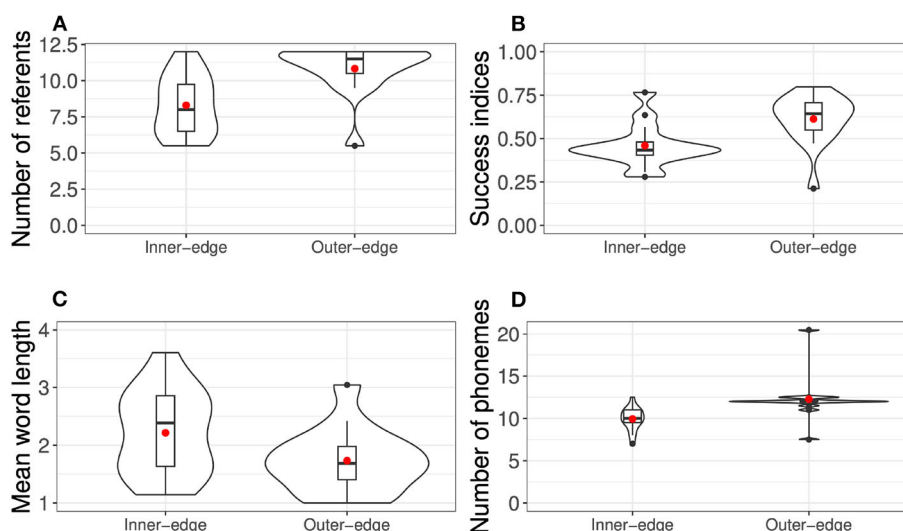 A
Number of referents
12.5
10.0
7.5
5.0
2.5
0.0
Inner-edge
Outer-edge
B
Success indices
1.00
0.75
0.50
0.25
0.00
Inner-edge
Outer-edge
C
Mean word length
4
3
2
1
Inner-edge
Outer-edge
D
Number of phonemes
20
15
10
5
0
Inner-edge
Outer-edge